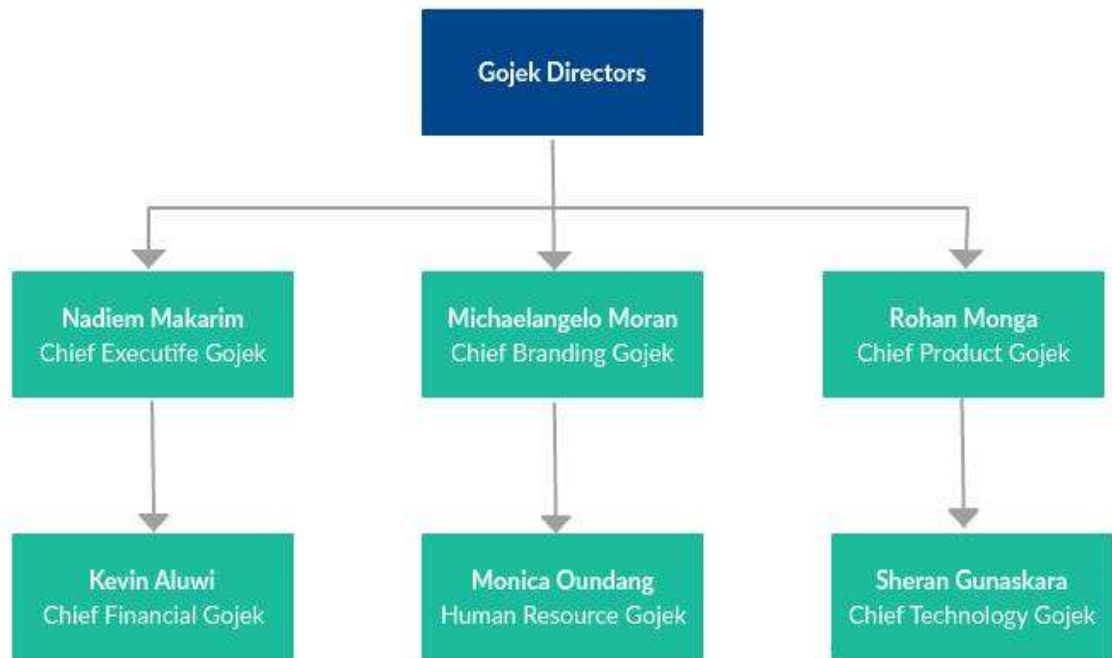 Gojek Directors
Nadiem Makarim
Chief Executife Gojek
Michaelangelo Moran
Chief Branding Gojek
Rohan Monga
Chief Product Gojek
Kevin Aluwi
Chief Financial Gojek
Monica Oundang
Human Resource Gojek
Sheran Gunaskara
Chief Technology Gojek